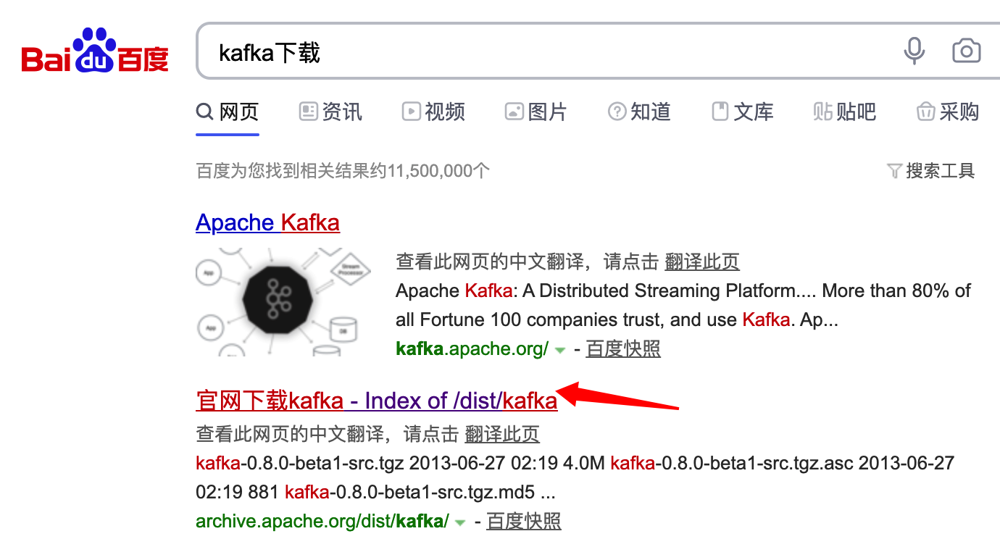 Bai du 百度
kafka下载
网页 资讯 视频 图片 知道 文库 贴 贴吧 采购
百度为您找到相关结果约11,500,000个 搜索工具
Apache Kafka
App
Stream
Processor
App
DB
查看此网页的中文翻译，请点击 翻译此页
Apache Kafka: A Distributed Streaming Platform.... More than 80% of
all Fortune 100 companies trust, and use Kafka. Ap...
kafka.apache.org/ - 百度快照
官网下载kafka - Index of /dist/kafka
查看此网页的中文翻译，请点击 翻译此页
kafka-0.8.0-beta1-src.tgz 2013-06-27 02:19 4.0M kafka-0.8.0-beta1-src.tgz.asc 2013-06-27
02:19 881 kafka-0.8.0-beta1-src.tgz.md5 ...
archive.apache.org/dist/kafka/ - 百度快照